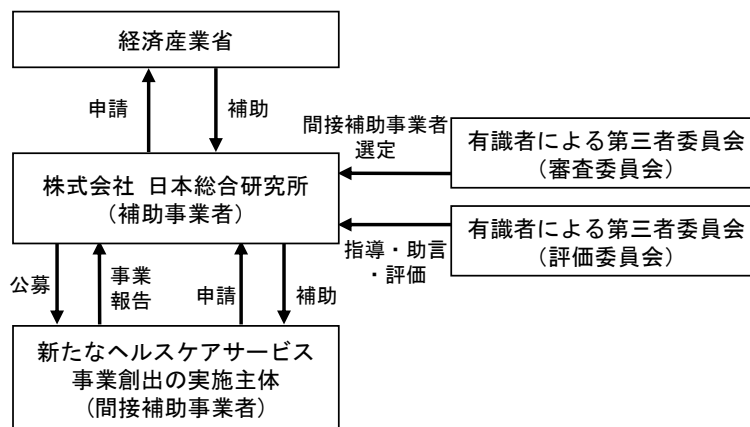 経済産業省
申請
補助
間接補助事業者
選定
有識者による第三者委員会
（審査委員会）
株式会社 日本総合研究所
（補助事業者）
有識者による第三者委員会
（評価委員会）
指導・助言
・評価
公募
事業
報告
申請
補助
新たなヘルスケアサービス
事業創出の実施主体
（間接補助事業者）